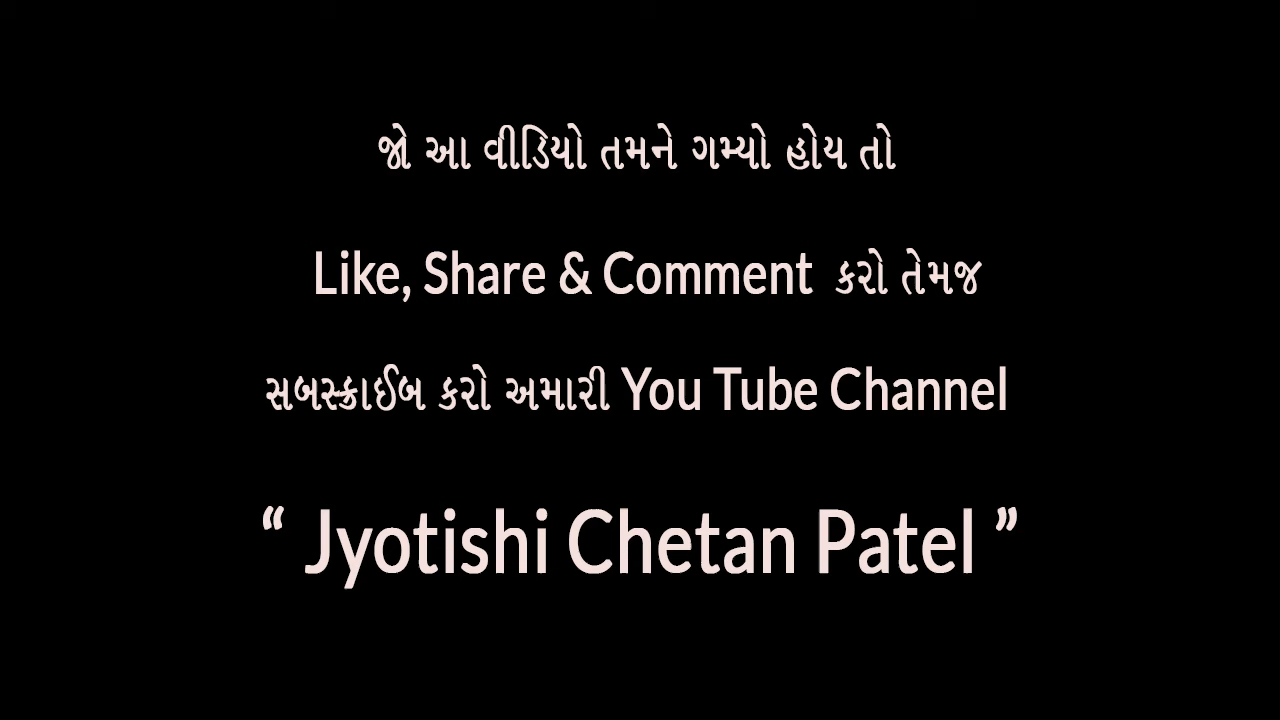 જો આ વીડિયો તમને ગમ્યો હોય તો
Like, Share & Comment કરો તેમજ
સબસ્ક્રાઈબ કરો અમારી You Tube Channel
“ Jyotishi Chetan Patel ”